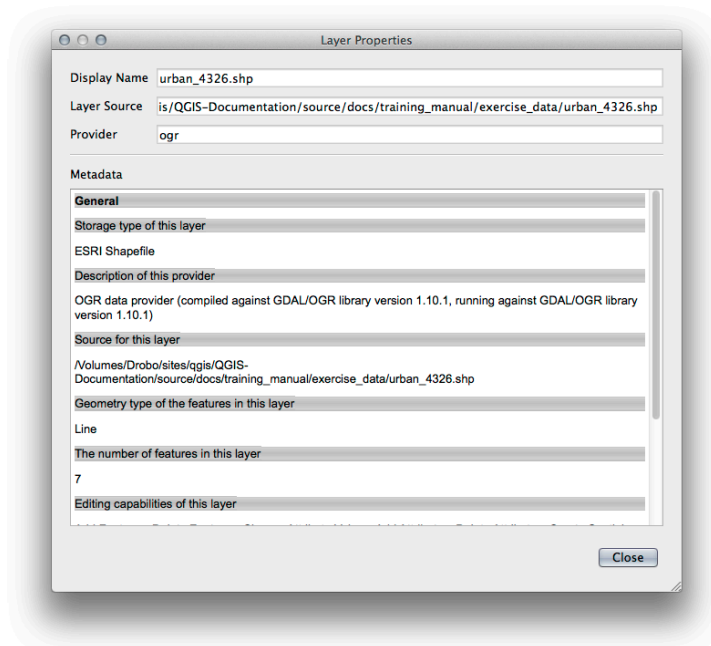 Layer Properties
Display Name urban_4326.shp
Layer Source is/QGIS-Documentation/source/docs/training_manual/exercise_data/urban_4326.shp
Provider ogr
Metadata
General
Storage type of this layer
ESRI Shapefile
Description of this provider
OGR data provider (compiled against GDAL/OGR library version 1.10.1, running against GDAL/OGR library
version 1.10.1)
Source for this layer
/Volumes/Drobo/sites/qgis/QGIS-
Documentation/source/docs/training_manual/exercise_data/urban_4326.shp
Geometry type of the features in this layer
Line
The number of features in this layer
7
Editing capabilities of this layer
Close